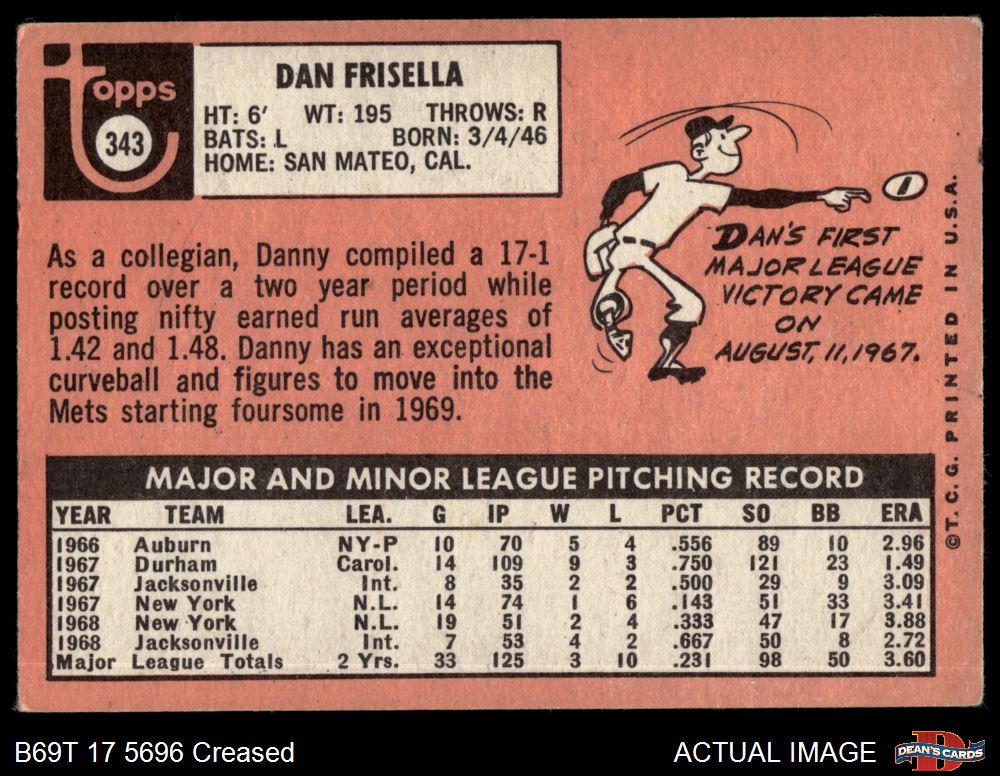 topps
343
DAN FRISELLA
HT: 6' WT: 195 THROWS: R
BATS: L BORN: 3/4/46
HOME: SAN MATEO, CAL.
As a collegian, Danny compiled a 17-1
record over a two year period while
posting nifty earned run averages of
1.42 and 1.48. Danny has an exceptional
curveball and figures to move into the
Mets starting foursome in 1969.
1
DAN'S FIRST
MAJOR LEAGUE
VICTORY CAME
ON
AUGUST, 11, 1967.
©T. C. G. PRINTED IN U.S.A.
MAJOR AND MINOR LEAGUE PITCHING RECORD
YEAR TEAM LEA. G IP W L PCT SO BB ERA
1966 Auburn NY-P 10 70 5 4 .556 89 10 2.96
1967 Durham Carol. 14 109 9 3 .750 121 23 1.49
1967 Jacksonville Int. 8 35 2 2 .500 29 9 3.09
1967 New York N.L. 14 74 1 6 .143 51 33 3.41
1968 New York N.L. 19 51 2 4 .333 47 17 3.88
1968 Jacksonville Int. 7 53 4 2 .667 50 8 2.72
Major League Totals 2 Yrs. 33 125 3 10 .231 98 50 3.60
B69T 17 5696 Creased
ACTUAL IMAGE
DEAN'S CARDS